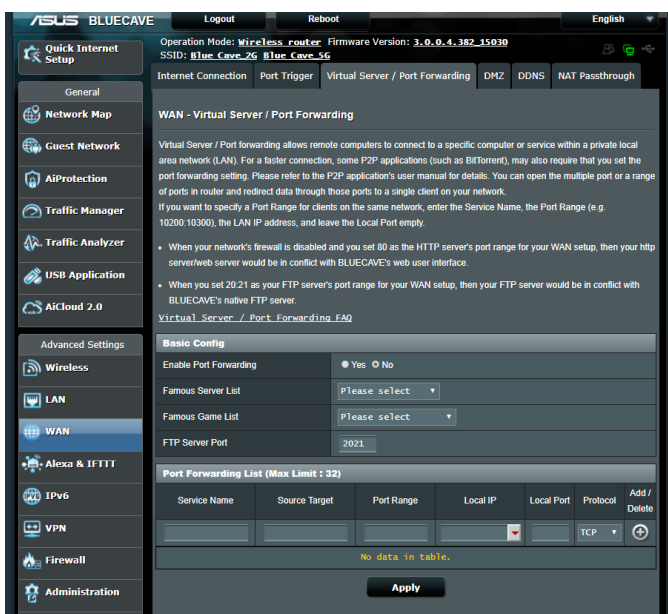 ASUS BLUECAVE Logout Reboot English
Quick Internet Setup
Operation Mode: Wireless router Firmware Version: 3.0.0.4.382_15030
SSID: Blue Cave_2G Blue Cave_5G
General
Network Map
Guest Network
AiProtection
Traffic Manager
Traffic Analyzer
USB Application
AiCloud 2.0
Advanced Settings
Wireless
LAN
WAN
Alexa & IFTTT
IPv6
VPN
Firewall
Administration
Internet Connection Port Trigger Virtual Server / Port Forwarding DMZ DDNS NAT Passthrough
WAN - Virtual Server / Port Forwarding
Virtual Server / Port forwarding allows remote computers to connect to a specific computer or service within a private local
area network (LAN). For a faster connection, some P2P applications (such as BitTorrent), may also require that you set the
port forwarding setting. Please refer to the P2P application's user manual for details. You can open the multiple port or a range
of ports in router and redirect data through those ports to a single client on your network.
If you want to specify a Port Range for clients on the same network, enter the Service Name, the Port Range (e.g.
10200:10300), the LAN IP address, and leave the Local Port empty.
• When your network's firewall is disabled and you set 80 as the HTTP server's port range for your WAN setup, then your http
server/web server would be in conflict with BLUECAVE's web user interface.
• When you set 20:21 as your FTP server's port range for your WAN setup, then your FTP server would be in conflict with
BLUECAVE's native FTP server.
Virtual Server / Port Forwarding FAQ
Basic Config
Enable Port Forwarding Yes No
Famous Server List Please select
Famous Game List Please select
FTP Server Port 2021
Port Forwarding List (Max Limit : 32)
Service Name Source Target Port Range Local IP Local Port Protocol Add / Delete
TCP
No data in table.
Apply